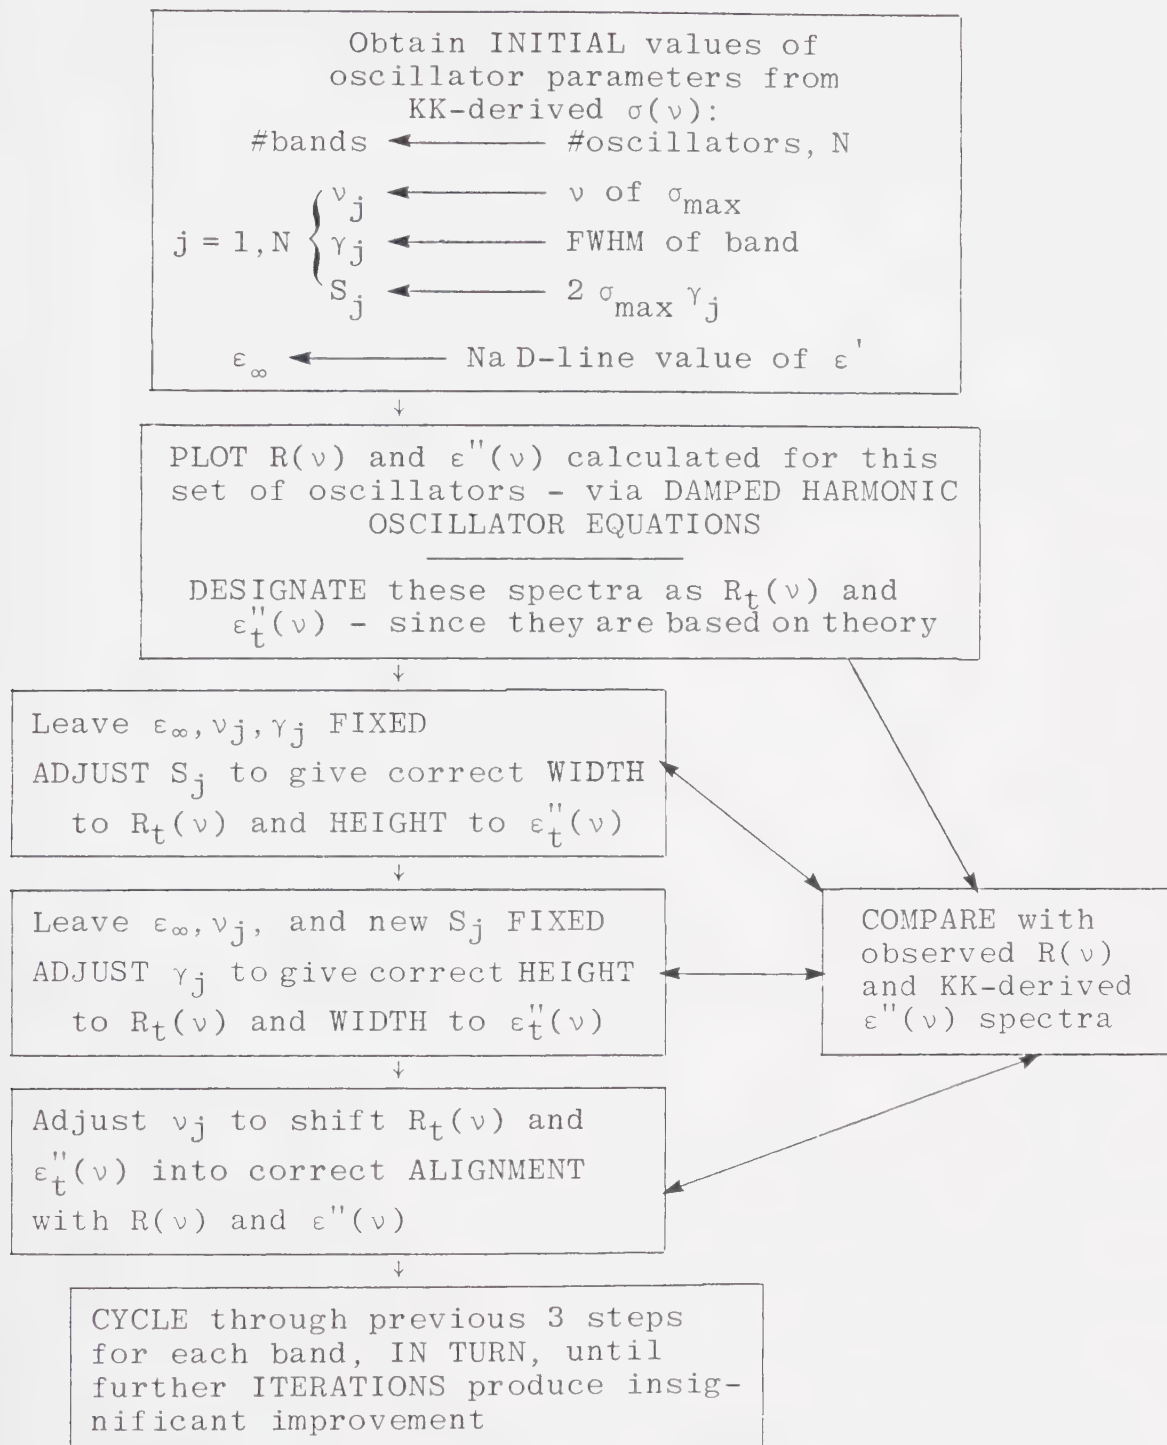 Obtain INITIAL values of
oscillator parameters from
KK-derived σ(ν):
#bands ← #oscillators, N
ν_j ← ν of σ_max
j = 1,N { γ_j ← FWHM of band
S_j ← 2 σ_max γ_j
ε_∞ ← Na D-line value of ε'
↓
PLOT R(ν) and ε"(ν) calculated for this
set of oscillators - via DAMPED HARMONIC
OSCILLATOR EQUATIONS
DESIGNATE these spectra as R_t(ν) and
ε"_t(ν) - since they are based on theory
↓
Leave ε_∞, ν_j, γ_j FIXED
ADJUST S_j to give correct WIDTH
to R_t(ν) and HEIGHT to ε"_t(ν)
↓
Leave ε_∞, ν_j, and new S_j FIXED
ADJUST γ_j to give correct HEIGHT
to R_t(ν) and WIDTH to ε"_t(ν)
↓
COMPARE with
observed R(ν)
and KK-derived
ε"(ν) spectra
Adjust ν_j to shift R_t(ν) and
ε"_t(ν) into correct ALIGNMENT
with R(ν) and ε"(ν)
↓
CYCLE through previous 3 steps
for each band, IN TURN, until
further ITERATIONS produce insig-
nificant improvement